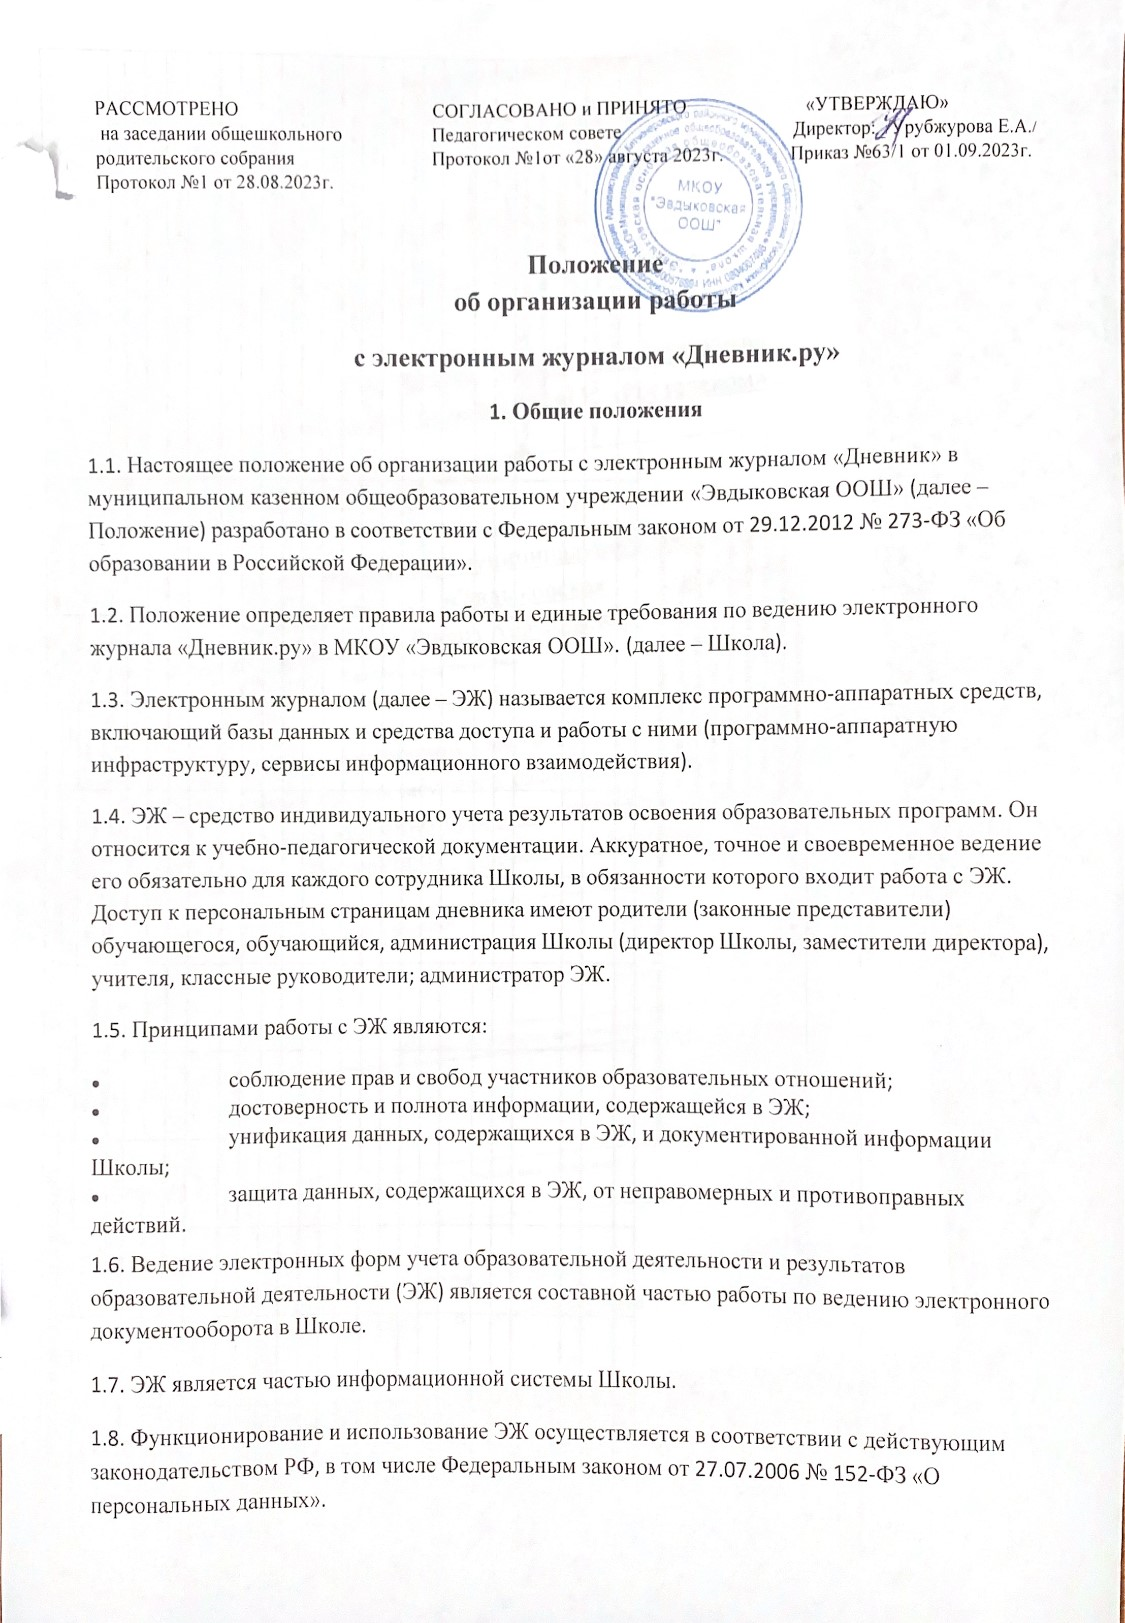 РАССМОТРЕНО
на заседании общешкольного
родительского собрания
Протокол №1 от 28.08.2023г.
СОГЛАСОВАНО и ПРИНЯТО
Педагогическом совете
Протокол №1от «28» августа 2023г.
«УТВЕРЖДАЮ»
Директор: рубжурова Е.А./
Приказ №63/1 от 01.09.2023г.
МКОУ
"Эвдыковская
ООШ"
Положение
об организации работы
с электронным журналом «Дневник.ру»
1. Общие положения
1.1. Настоящее положение об организации работы с электронным журналом «Дневник» в
муниципальном казенном общеобразовательном учреждении «Эвдыковская ООШ» (далее –
Положение) разработано в соответствии с Федеральным законом от 29.12.2012 № 273-ФЗ «Об
образовании в Российской Федерации».
1.2. Положение определяет правила работы и единые требования по ведению электронного
журнала «Дневник.ру» в МКОУ «Эвдыковская ООШ». (далее – Школа).
1.3. Электронным журналом (далее – ЭЖ) называется комплекс программно-аппаратных средств,
включающий базы данных и средства доступа и работы с ними (программно-аппаратную
инфраструктуру, сервисы информационного взаимодействия).
1.4. ЭЖ – средство индивидуального учета результатов освоения образовательных программ. Он
относится к учебно-педагогической документации. Аккуратное, точное и своевременное ведение
его обязательно для каждого сотрудника Школы, в обязанности которого входит работа с ЭЖ.
Доступ к персональным страницам дневника имеют родители (законные представители)
обучающегося, обучающийся, администрация Школы (директор Школы, заместители директора),
учителя, классные руководители; администратор ЭЖ.
1.5. Принципами работы с ЭЖ являются:
• соблюдение прав и свобод участников образовательных отношений;
• достоверность и полнота информации, содержащейся в ЭЖ;
• унификация данных, содержащихся в ЭЖ, и документированной информации
Школы;
• защита данных, содержащихся в ЭЖ, от неправомерных и противоправных
действий.
1.6. Ведение электронных форм учета образовательной деятельности и результатов
образовательной деятельности (ЭЖ) является составной частью работы по ведению электронного
документооборота в Школе.
1.7. ЭЖ является частью информационной системы Школы.
1.8. Функционирование и использование ЭЖ осуществляется в соответствии с действующим
законодательством РФ, в том числе Федеральным законом от 27.07.2006 № 152-ФЗ «О
персональных данных».